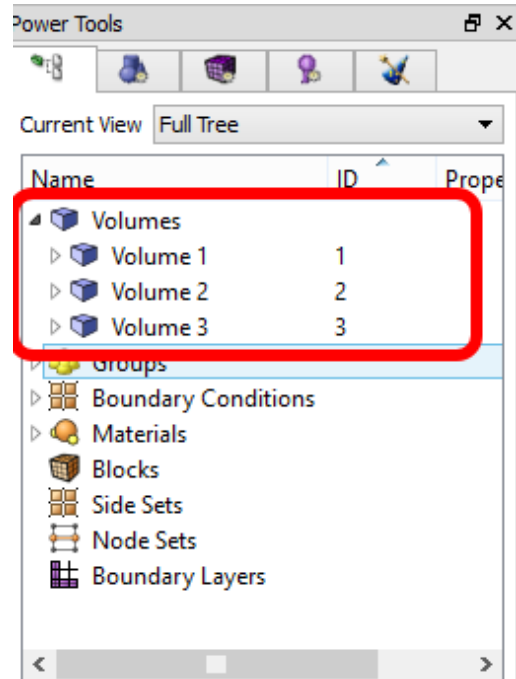 Power Tools
Current View Full Tree
Name ID Prope
Volumes
Volume 1 1
Volume 2 2
Volume 3 3
Groups
Boundary Conditions
Materials
Blocks
Side Sets
Node Sets
Boundary Layers